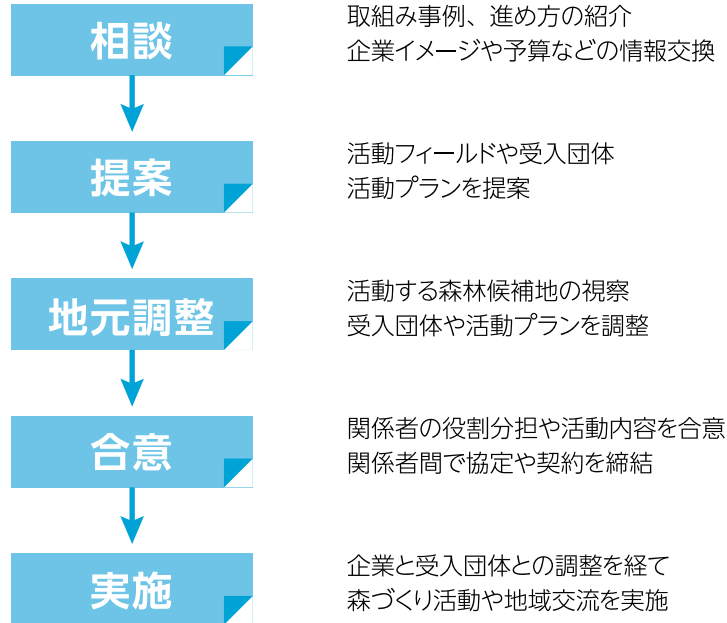 相談
取組み事例、進め方の紹介
企業イメージや予算などの情報交換
提案
活動フィールドや受入団体
活動プランを提案
地元調整
活動する森林候補地の視察
受入団体や活動プランを調整
合意
関係者の役割分担や活動内容を合意
関係者間で協定や契約を締結
実施
企業と受入団体との調整を経て
森づくり活動や地域交流を実施